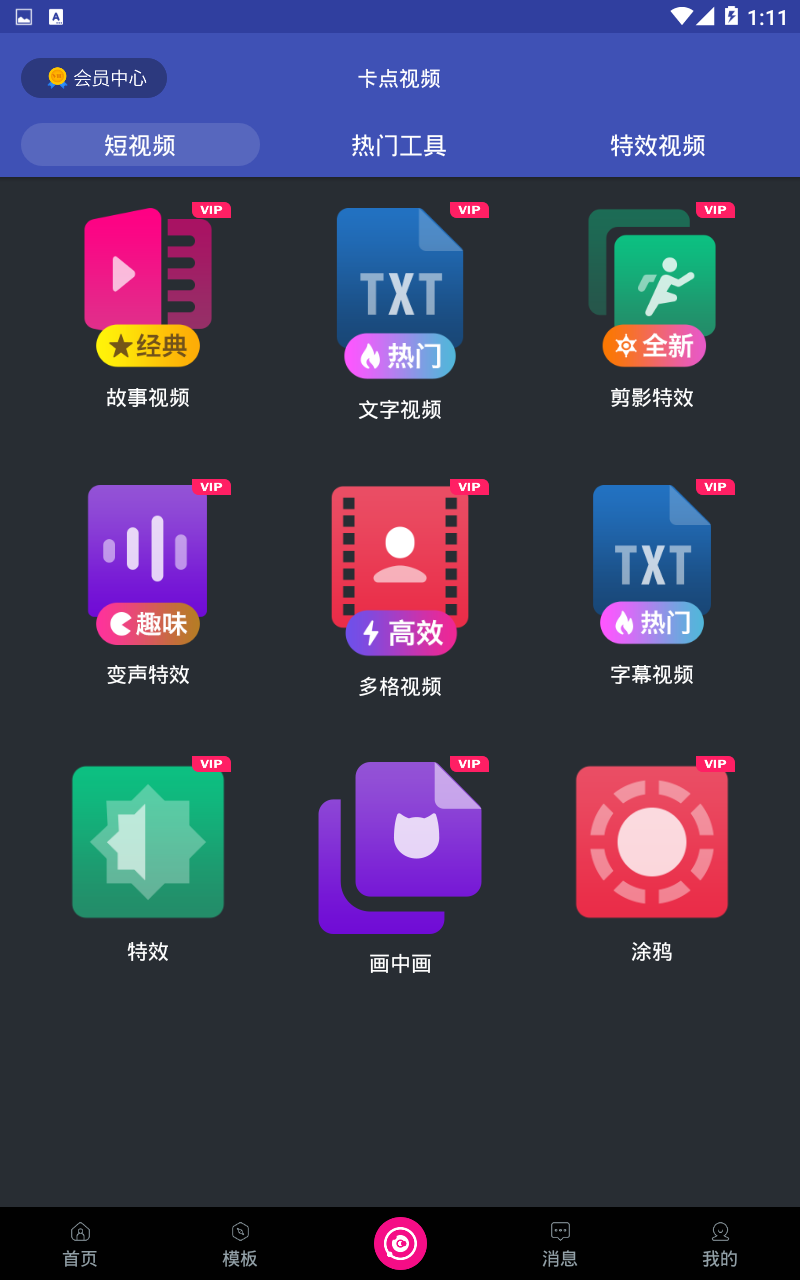 1:11
会员中心
卡点视频
短视频
热门工具
特效视频
VIP
VIP
VIP
TXT
经典
热门
全新
故事视频
文字视频
剪影特效
VIP
VIP
VIP
TXT
趣味
高效
热门
变声特效
多格视频
字幕视频
VIP
VIP
VIP
特效
画中画
涂鸦
首页
模板
消息
我的